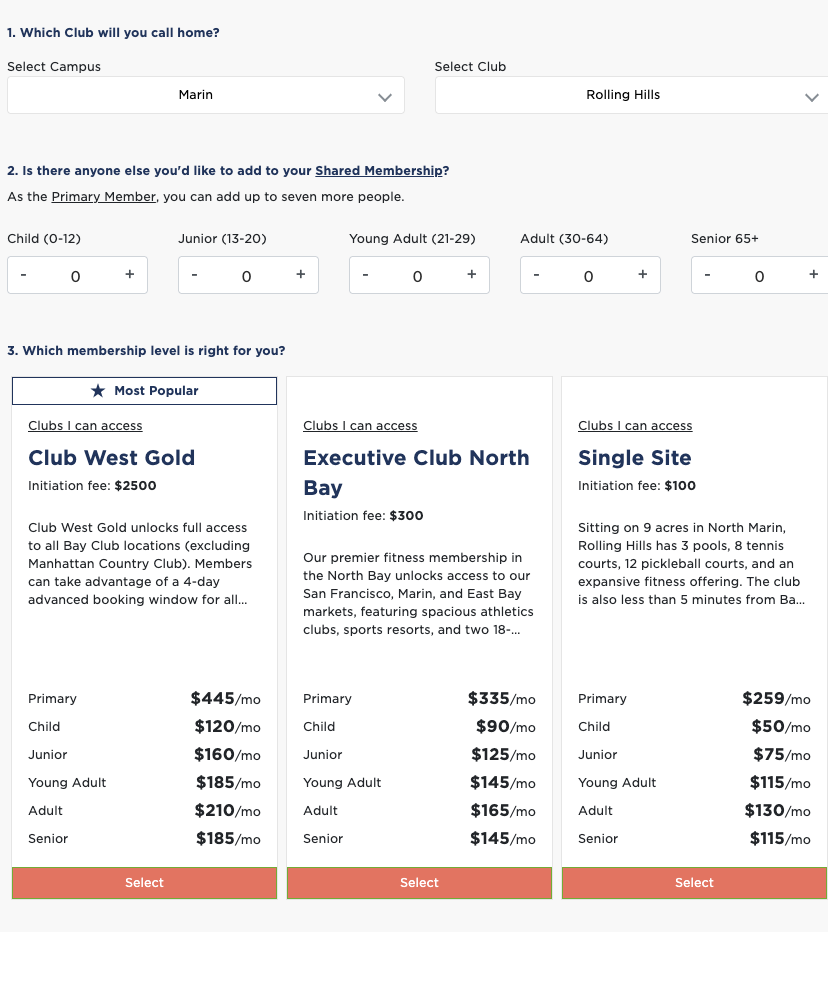 1. Which Club will you call home?
Select Campus
Select Club
Marin
Rolling Hills
2. Is there anyone else you'd like to add to your Shared Membership?
As the Primary Member, you can add up to seven more people.
Child (0-12)
Junior (13-20)
Young Adult (21-29)
Adult (30-64)
Senior 65+
- 0 +
- 0 +
- 0 +
- 0 +
- 0 +
3. Which membership level is right for you?
★ Most Popular
Clubs I can access
Club West Gold
Initiation fee: $2500
Club West Gold unlocks full access
to all Bay Club locations (excluding
Manhattan Country Club). Members
can take advantage of a 4-day
advanced booking window for all...
Primary $445/mo
Child $120/mo
Junior $160/mo
Young Adult $185/mo
Adult $210/mo
Senior $185/mo
Select
Clubs I can access
Executive Club North
Bay
Initiation fee: $300
Our premier fitness membership in
the North Bay unlocks access to our
San Francisco, Marin, and East Bay
markets, featuring spacious athletics
clubs, sports resorts, and two 18-...
Primary $335/mo
Child $90/mo
Junior $125/mo
Young Adult $145/mo
Adult $165/mo
Senior $145/mo
Select
Clubs I can access
Single Site
Initiation fee: $100
Sitting on 9 acres in North Marin,
Rolling Hills has 3 pools, 8 tennis
courts, 12 pickleball courts, and an
expansive fitness offering. The club
is also less than 5 minutes from Ba...
Primary $259/mo
Child $50/mo
Junior $75/mo
Young Adult $115/mo
Adult $130/mo
Senior $115/mo
Select